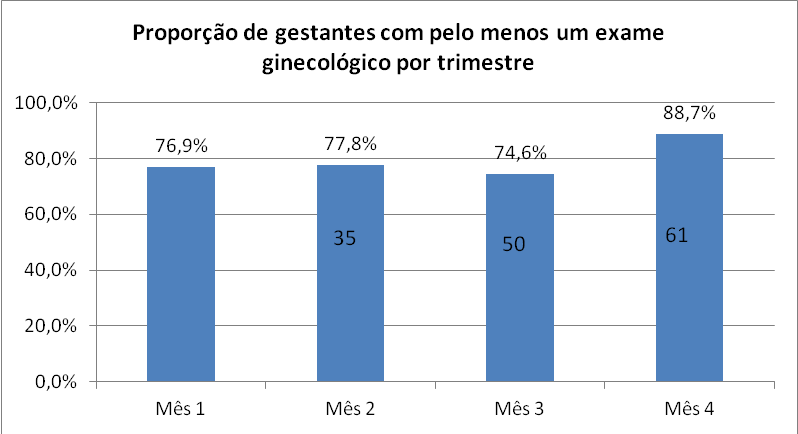 Proporção de gestantes com pelo menos um exame
ginecológico por trimestre
100,0%
80,0%
60,0%
40,0%
20,0%
0,0%
76,9%
77,8%
74,6%
88,7%
35
50
61
Mês 1
Mês 2
Mês 3
Mês 4